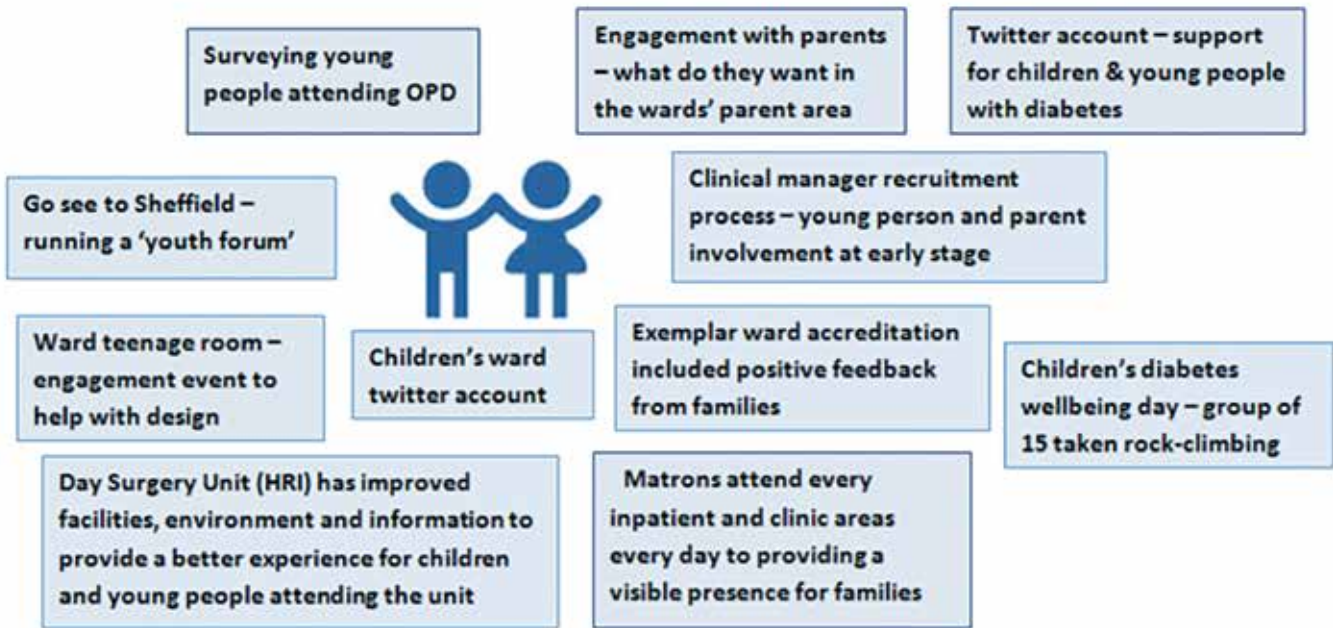 Surveying young
people attending OPD
Engagement with parents
– what do they want in
the wards’ parent area
Twitter account – support
for children & young people
with diabetes
Go see to Sheffield –
running a ‘youth forum’
Clinical manager recruitment
process – young person and parent
involvement at early stage
Ward teenage room –
engagement event to
help with design
Children’s ward
twitter account
Exemplar ward accreditation
included positive feedback
from families
Children’s diabetes
wellbeing day – group of
15 taken rock-climbing
Day Surgery Unit (HRI) has improved
facilities, environment and information to
provide a better experience for children
and young people attending the unit
Matrons attend every
inpatient and clinic areas
every day to providing a
visible presence for families